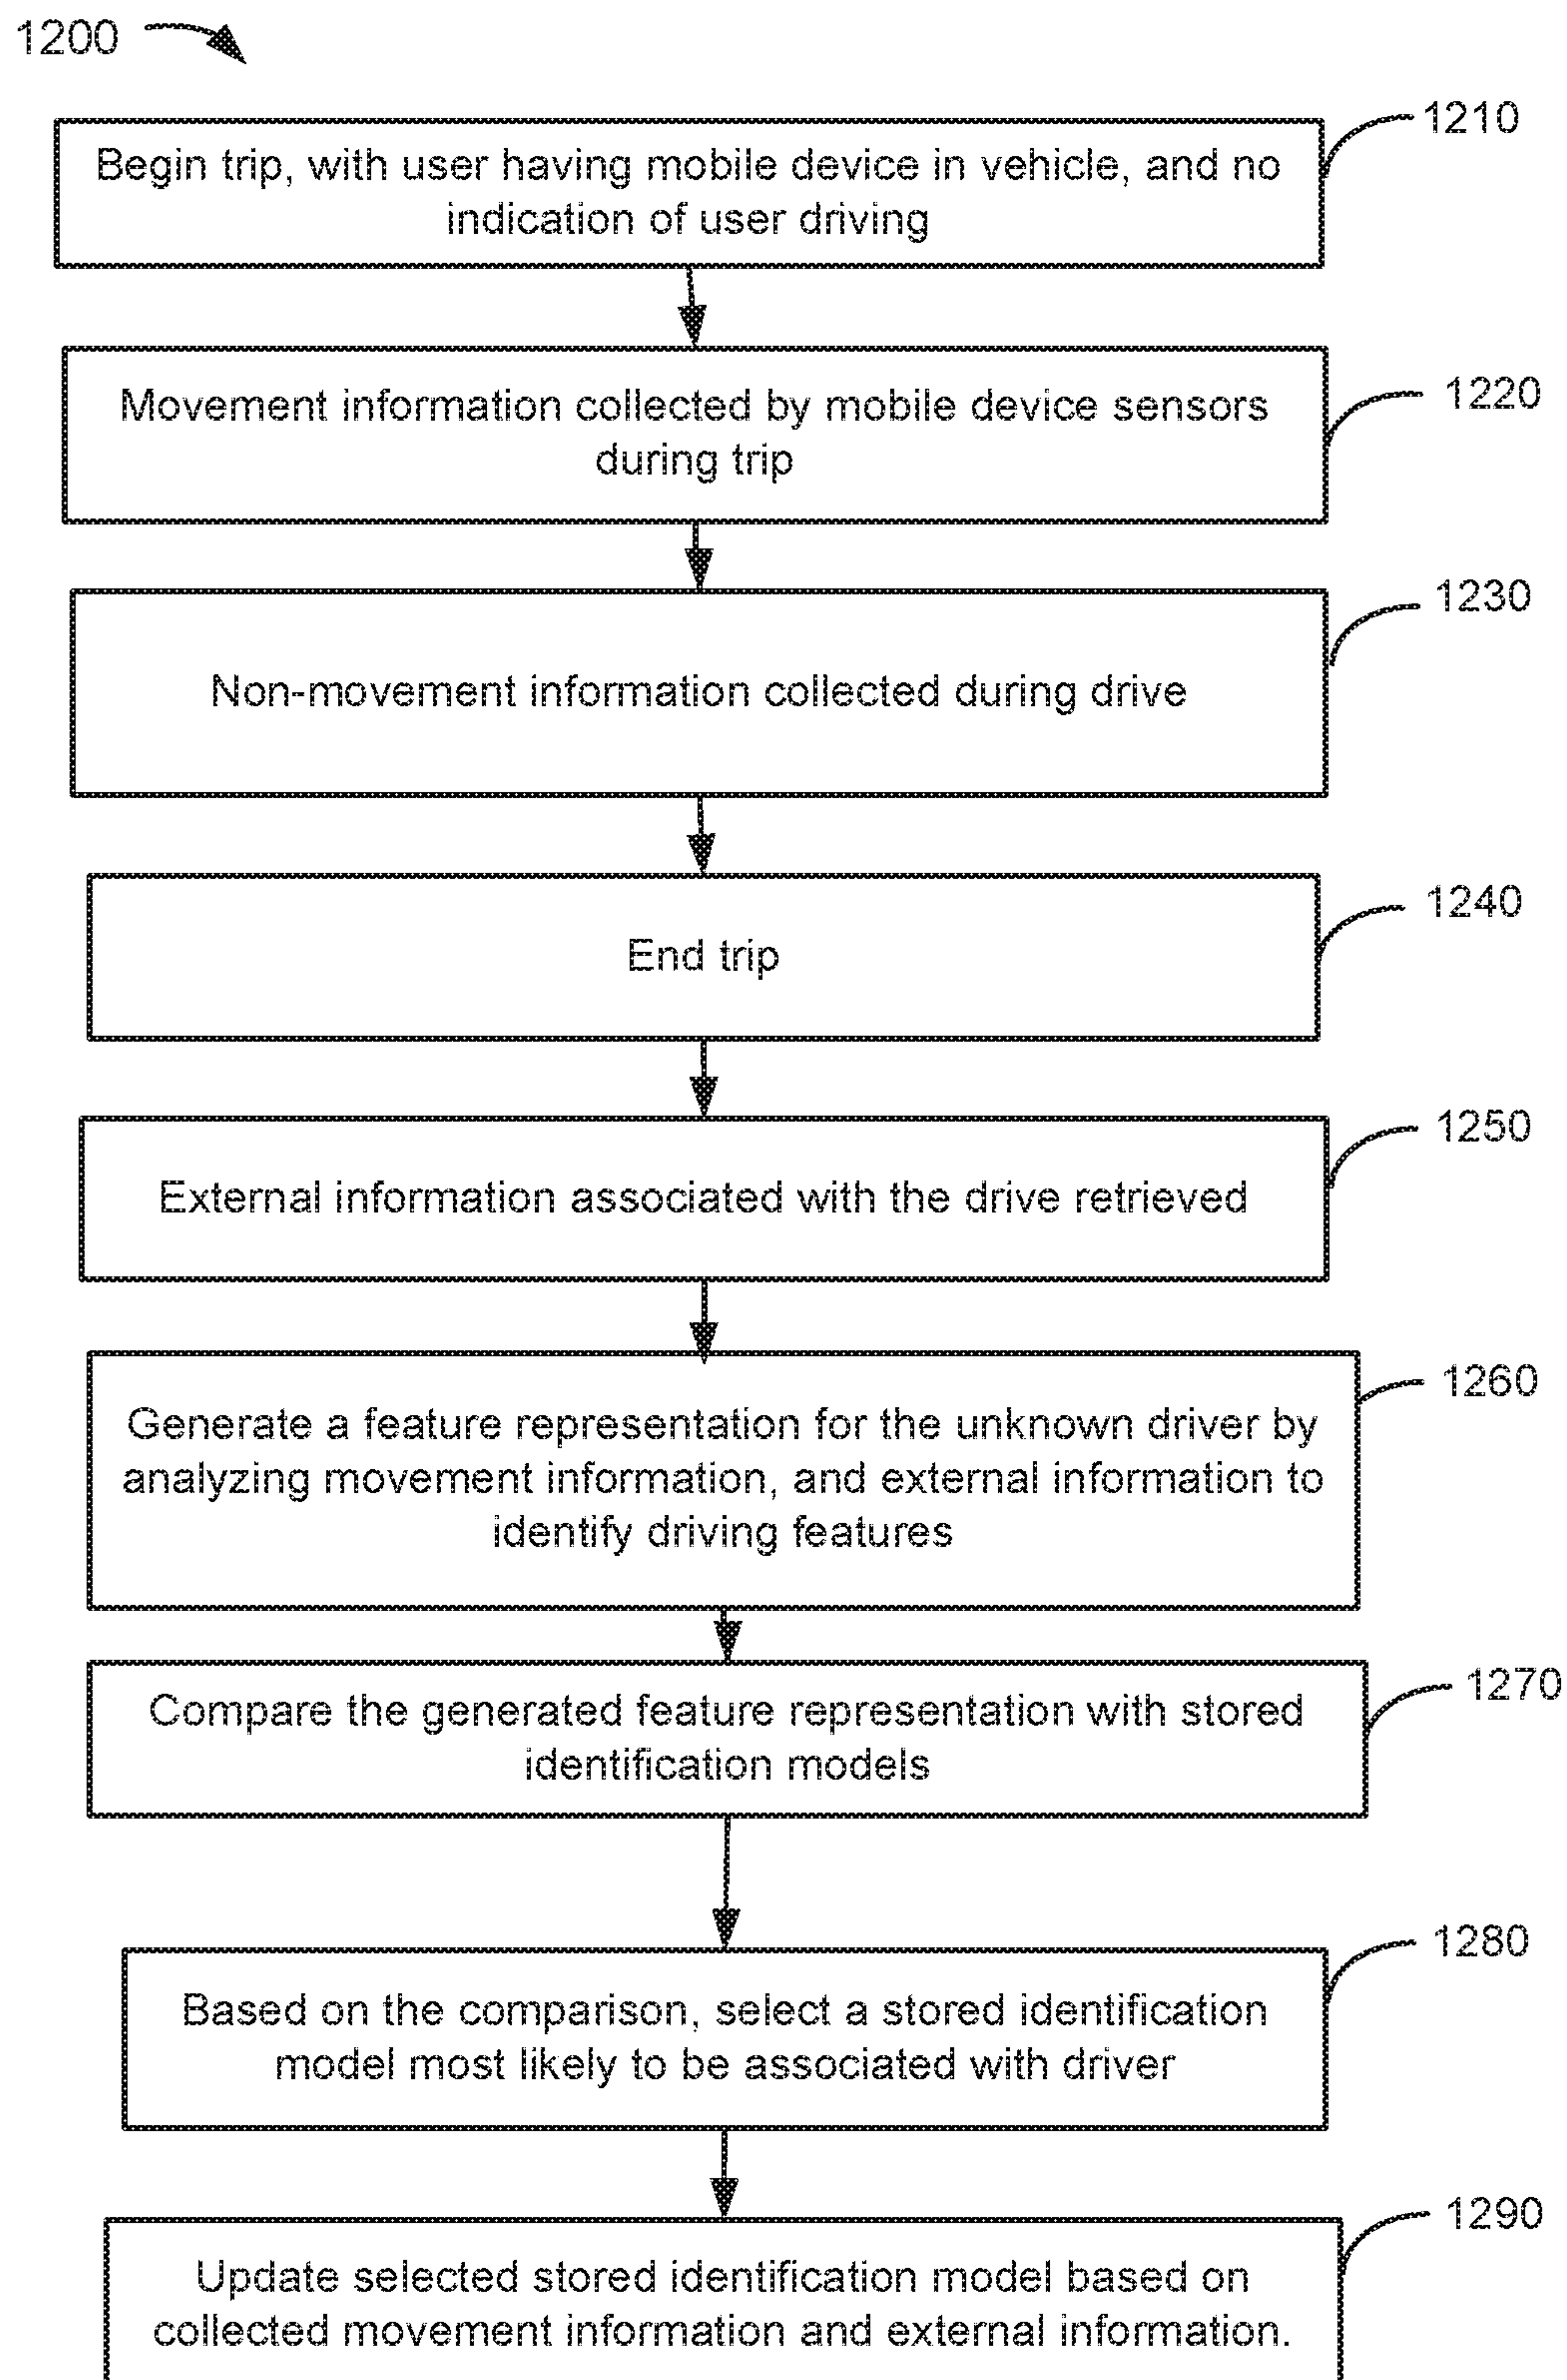 1200
1210
Begin trip, with user having mobile device in vehicle, and no
indication of user driving
1220
Movement information collected by mobile device sensors
during trip
1230
Non-movement information collected during drive
1240
End trip
1250
External information associated with the drive retrieved
1260
Generate a feature representation for the unknown driver by
analyzing movement information, and external information to
identify driving features
1270
Compare the generated feature representation with stored
identification models
1280
Based on the comparison, select a stored identification
model most likely to be associated with driver
1290
Update selected stored identification model based on
collected movement information and external information.